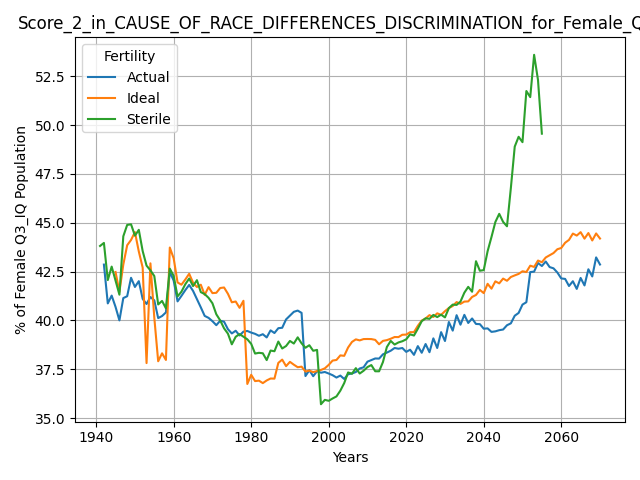 Score_2_in_CAUSE_OF_RACE_DIFFERENCES_DISCRIMINATION_for_Female_Q
Fertility
Actual
Ideal
Sterile
% of Female Q3_IQ Population
52.5
50.0
47.5
45.0
42.5
40.0
37.5
35.0
1940
1960
1980
2000
2020
2040
2060
Years